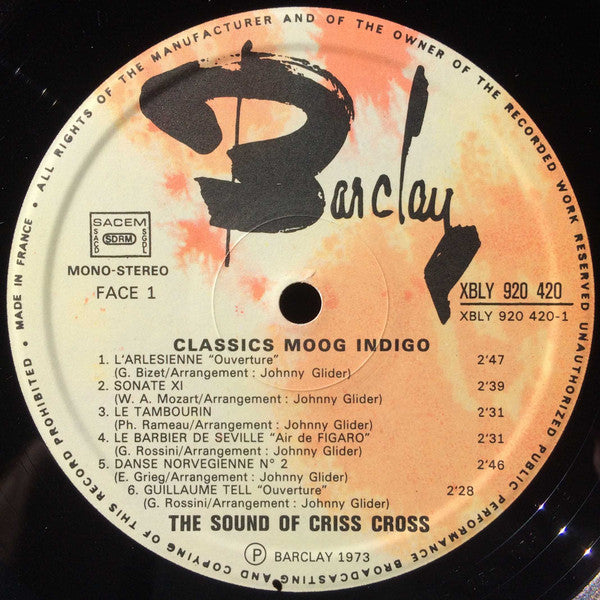 MADE IN FRANCE • ALL RIGHTS OF THE MANUFACTURER AND OF THE OWNER OF THE RECORDED WORK RESERVED UNAUTHORIZED PUBLIC PERFORMANCE BROADCASTING AND COPYING OF THIS RECORD PROHIBITED •
Barclay
SACEM
SACD SDRM SGDL
MONO-STEREO
FACE 1
XBLY 920 420
XBLY 920 420-1
CLASSICS MOOG INDIGO
1. L'ARLESIENNE "Ouverture" 2'47
(G. Bizet/Arrangement : Johnny Glider)
2. SONATE XI 2'39
(W. A. Mozart/Arrangement : Johnny Glider)
3. LE TAMBOURIN 2'31
(Ph. Rameau/Arrangement : Johnny Glider)
4. LE BARBIER DE SEVILLE "Air de FIGARO" 2'31
(G. Rossini/Arrangement : Johnny Glider)
5. DANSE NORVEGIENNE N° 2 2'46
(E. Grieg/Arrangement : Johnny Glider)
6. GUILLAUME TELL "Ouverture" 2'28
(G. Rossini/Arrangement : Johnny Glider)
THE SOUND OF CRISS CROSS
Ⓟ BARCLAY 1973